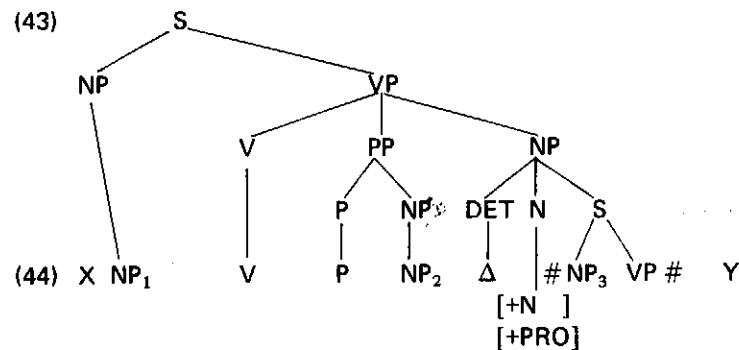 (43) S
NP VP
V PP NP
P NP DET N S
(44) X NP₁ V P NP₂ Δ # NP₃ VP # Y
[+N ]
[+PRO]